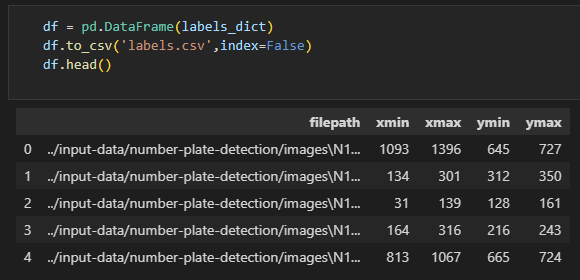 df = pd.DataFrame(labels_dict)
df.to_csv('labels.csv',index=False)
df.head()
filepath xmin xmax ymin ymax
0 ../input-data/number-plate-detection/images\N1... 1093 1396 645 727
1 ../input-data/number-plate-detection/images\N1... 134 301 312 350
2 ../input-data/number-plate-detection/images\N1... 31 139 128 161
3 ../input-data/number-plate-detection/images\N1... 164 316 216 243
4 ../input-data/number-plate-detection/images\N1... 813 1067 665 724